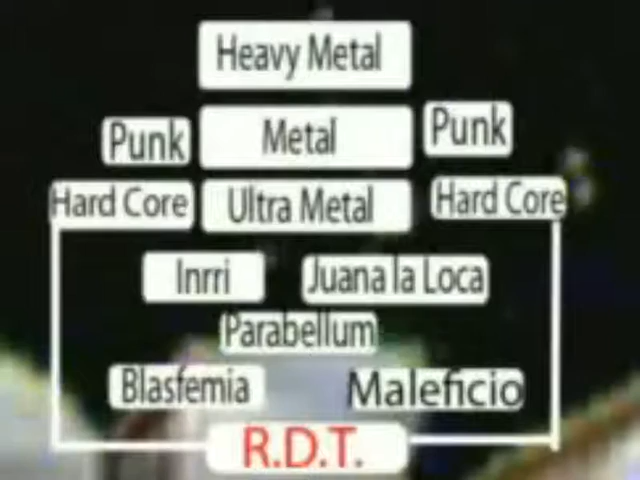 Heavy Metal
Punk Metal Punk
Hard Core Ultra Metal Hard Core
Inrri Juana la Loca
Parabellum
Blasfemia Maleficio
R.D.T.